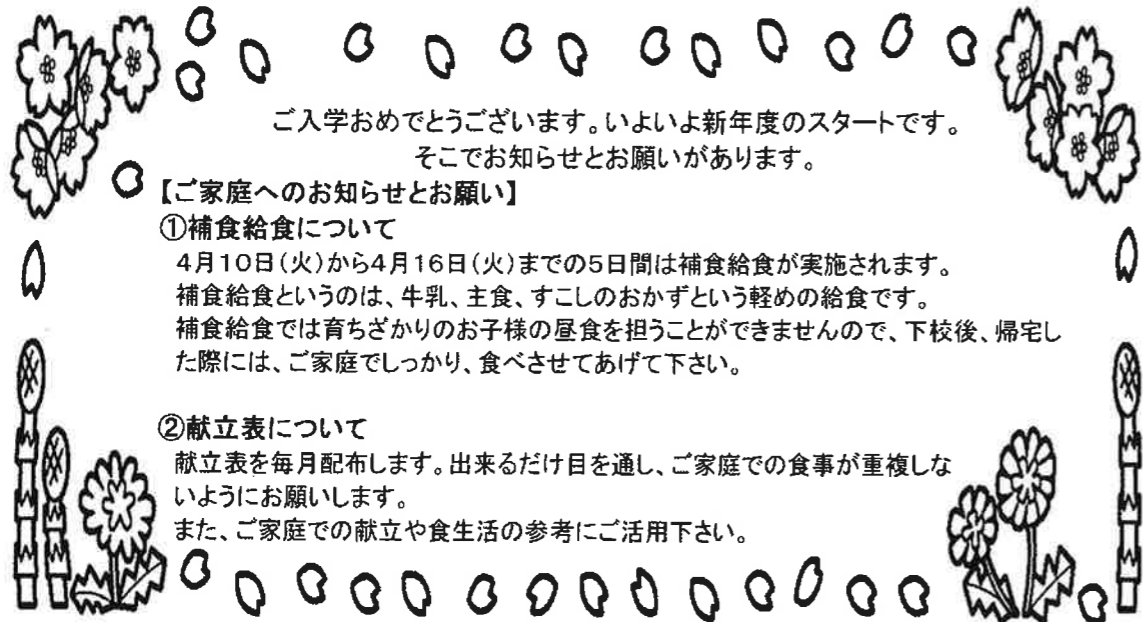 ご入学おめでとうございます。いよいよ新年度のスタートです。
そこでお知らせとお願いがあります。
【ご家庭へのお知らせとお願い】
①補食給食について
4月10日(火)から4月16日(火)までの5日間は補食給食が実施されます。
補食給食というのは、牛乳、主食、すこしのおかずという軽めの給食です。
補食給食では育ちざかりのお子様の昼食を担うことができませんので、下校後、帰宅し
た際には、ご家庭でしっかり、食べさせてあげて下さい。
②献立表について
献立表を毎月配布します。出来るだけ目を通し、ご家庭での食事が重複しな
いようにお願いします。
また、ご家庭での献立や食生活の参考にご活用下さい。